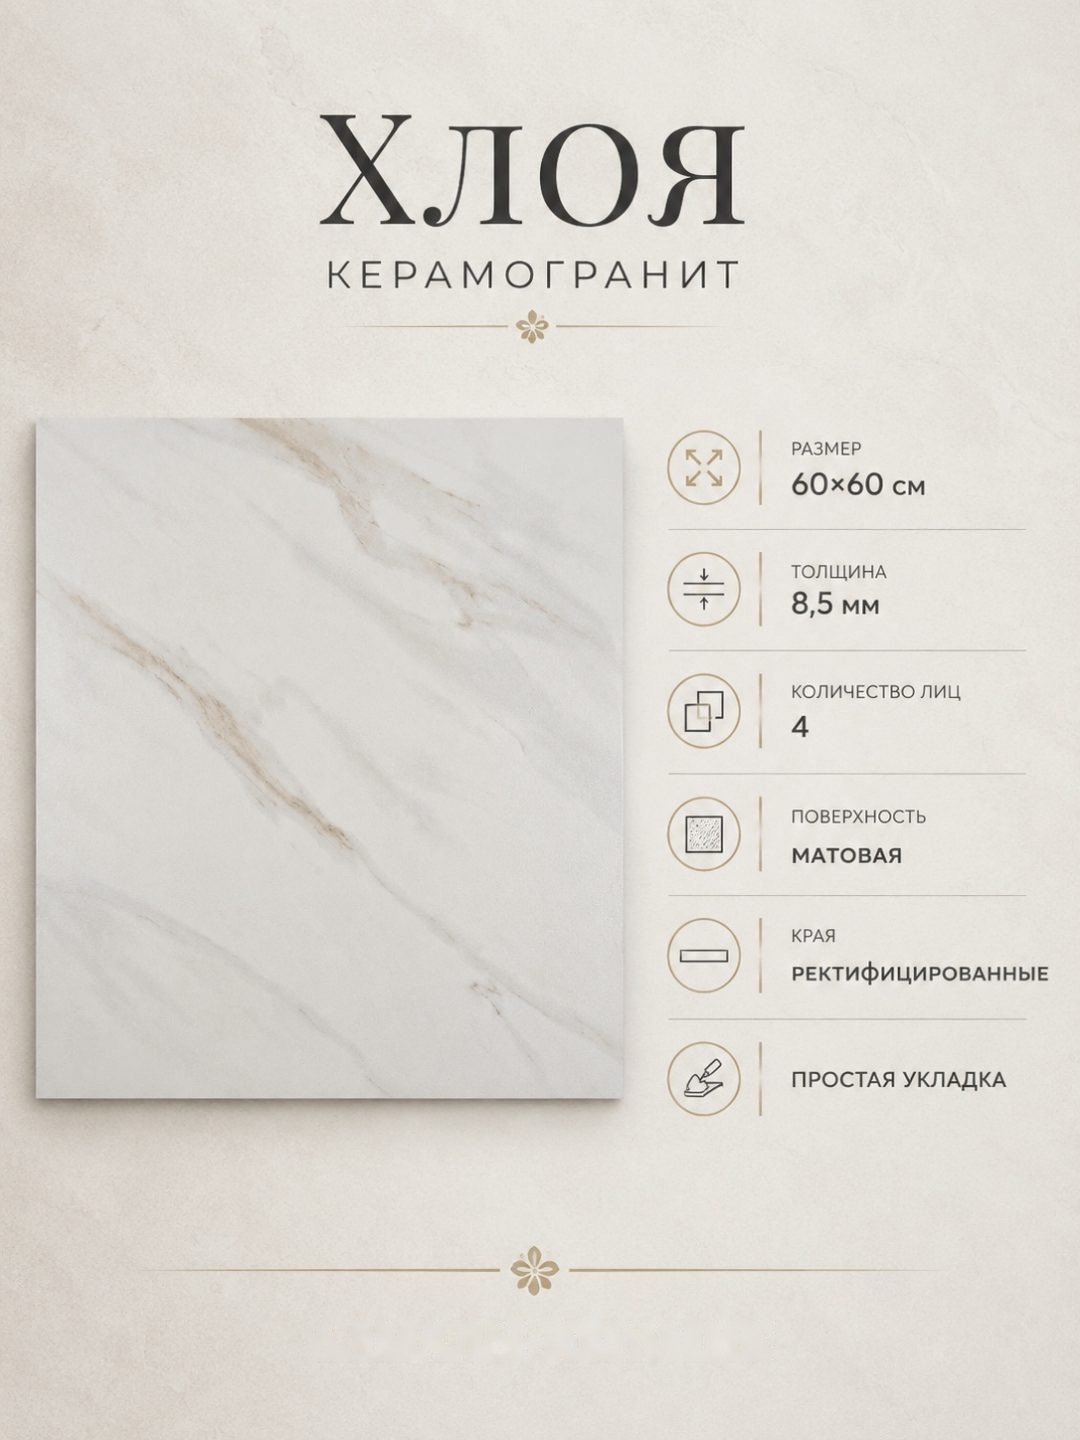 ХЛОЯ
КЕРАМОГРАНИТ
РАЗМЕР
60×60 см
ТОЛЩИНА
8,5 мм
КОЛИЧЕСТВО ЛИЦ
4
ПОВЕРХНОСТЬ
МАТОВАЯ
КРАЯ
РЕКТИФИЦИРОВАННЫЕ
ПРОСТАЯ УКЛАДКА